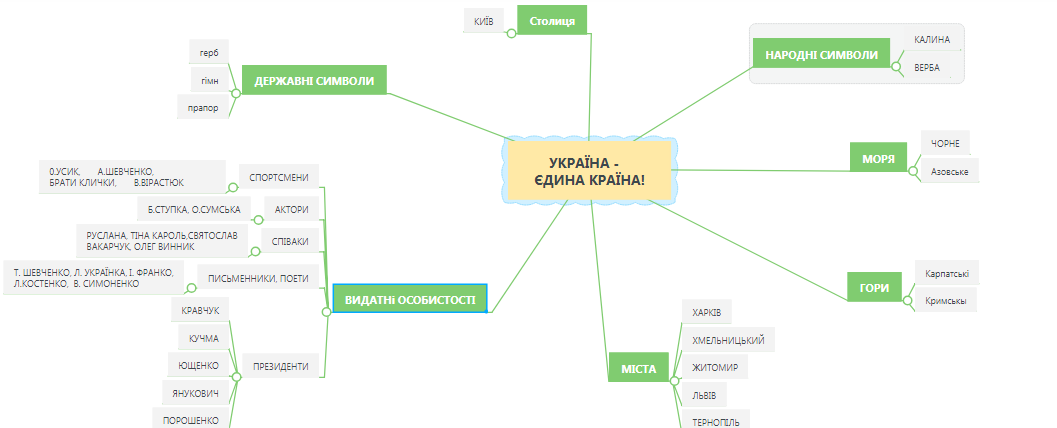 КИЇВ
Столиця
НАРОДНІ СИМВОЛИ
КАЛИНА
ВЕРБА
герб
гімн
прапор
ДЕРЖАВНІ СИМВОЛИ
УКРАЇНА -
ЄДИНА КРАЇНА!
МОРЯ
ЧОРНЕ
Азовське
О.УСИК, А.ШЕВЧЕНКО,
БРАТИ КЛИЧКИ, В.ВІРАСТЮК
СПОРТСМЕНИ
Б.СТУПКА, О.СУМСЬКА
АКТОРИ
РУСЛАНА, ТІНА КАРОЛЬ,СВЯТОСЛАВ
ВАКАРЧУК, ОЛЕГ ВИННИК
СПІВАКИ
Т. ШЕВЧЕНКО, Л. УКРАЇНКА, І. ФРАНКО,
Л.КОСТЕНКО, В. СИМОНЕНКО
ПИСЬМЕННИКИ, ПОЕТИ
ВИДАТНі ОСОБИСТОСТІ
КРАВЧУК
КУЧМА
ЮЩЕНКО
ЯНУКОВИЧ
ПОРОШЕНКО
ПРЕЗИДЕНТИ
ГОРИ
Карпатські
Кримськы
МІСТА
ХАРКІВ
ХМЕЛЬНИЦЬКИЙ
ЖИТОМИР
ЛЬВІВ
ТЕРНОПІЛЬ